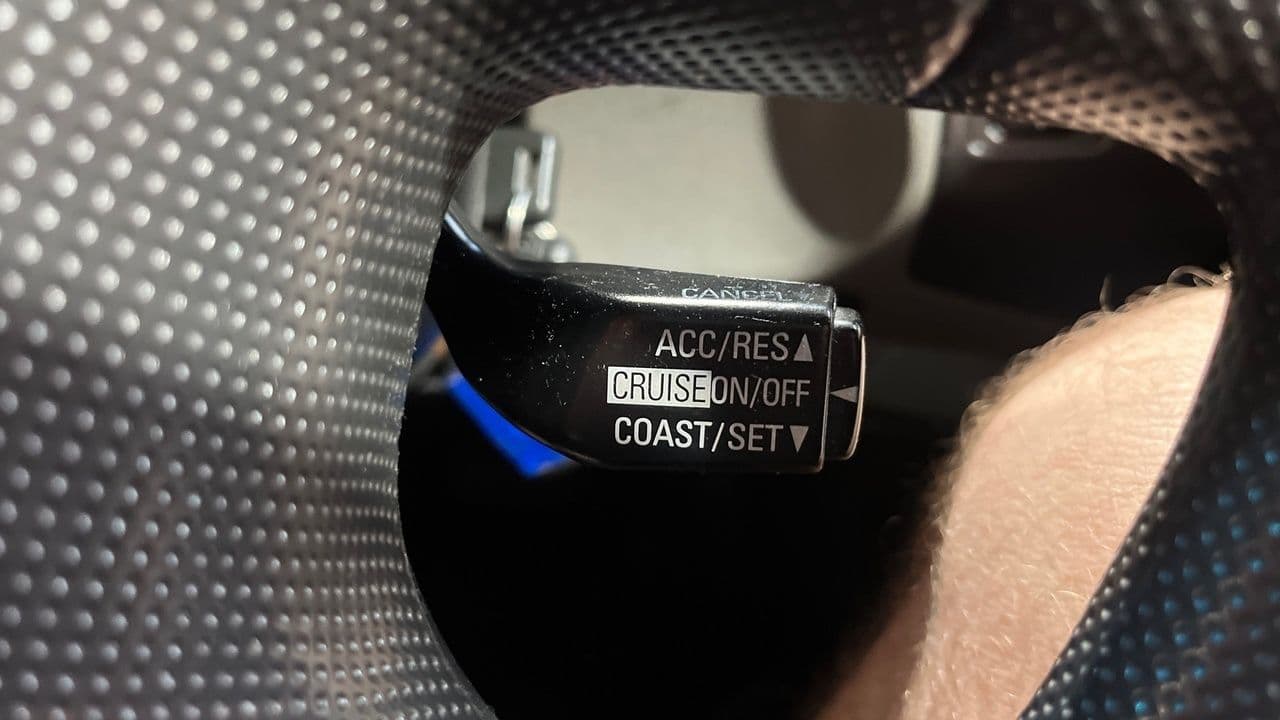 CANCEL
ACC/RES▲
CRUISE ON/OFF ◀
COAST/SET▼